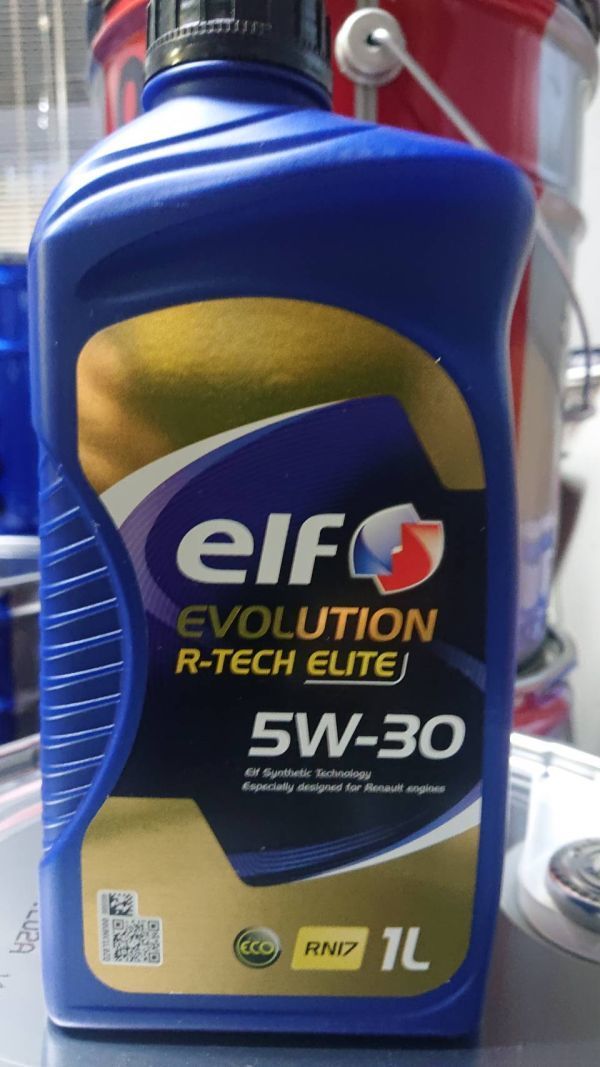 elf
EVOLUTION
R-TECH ELITE
5W-30
Elf Synthetic Technology
Especially designed for Renault engines
ECO
RN17
1L